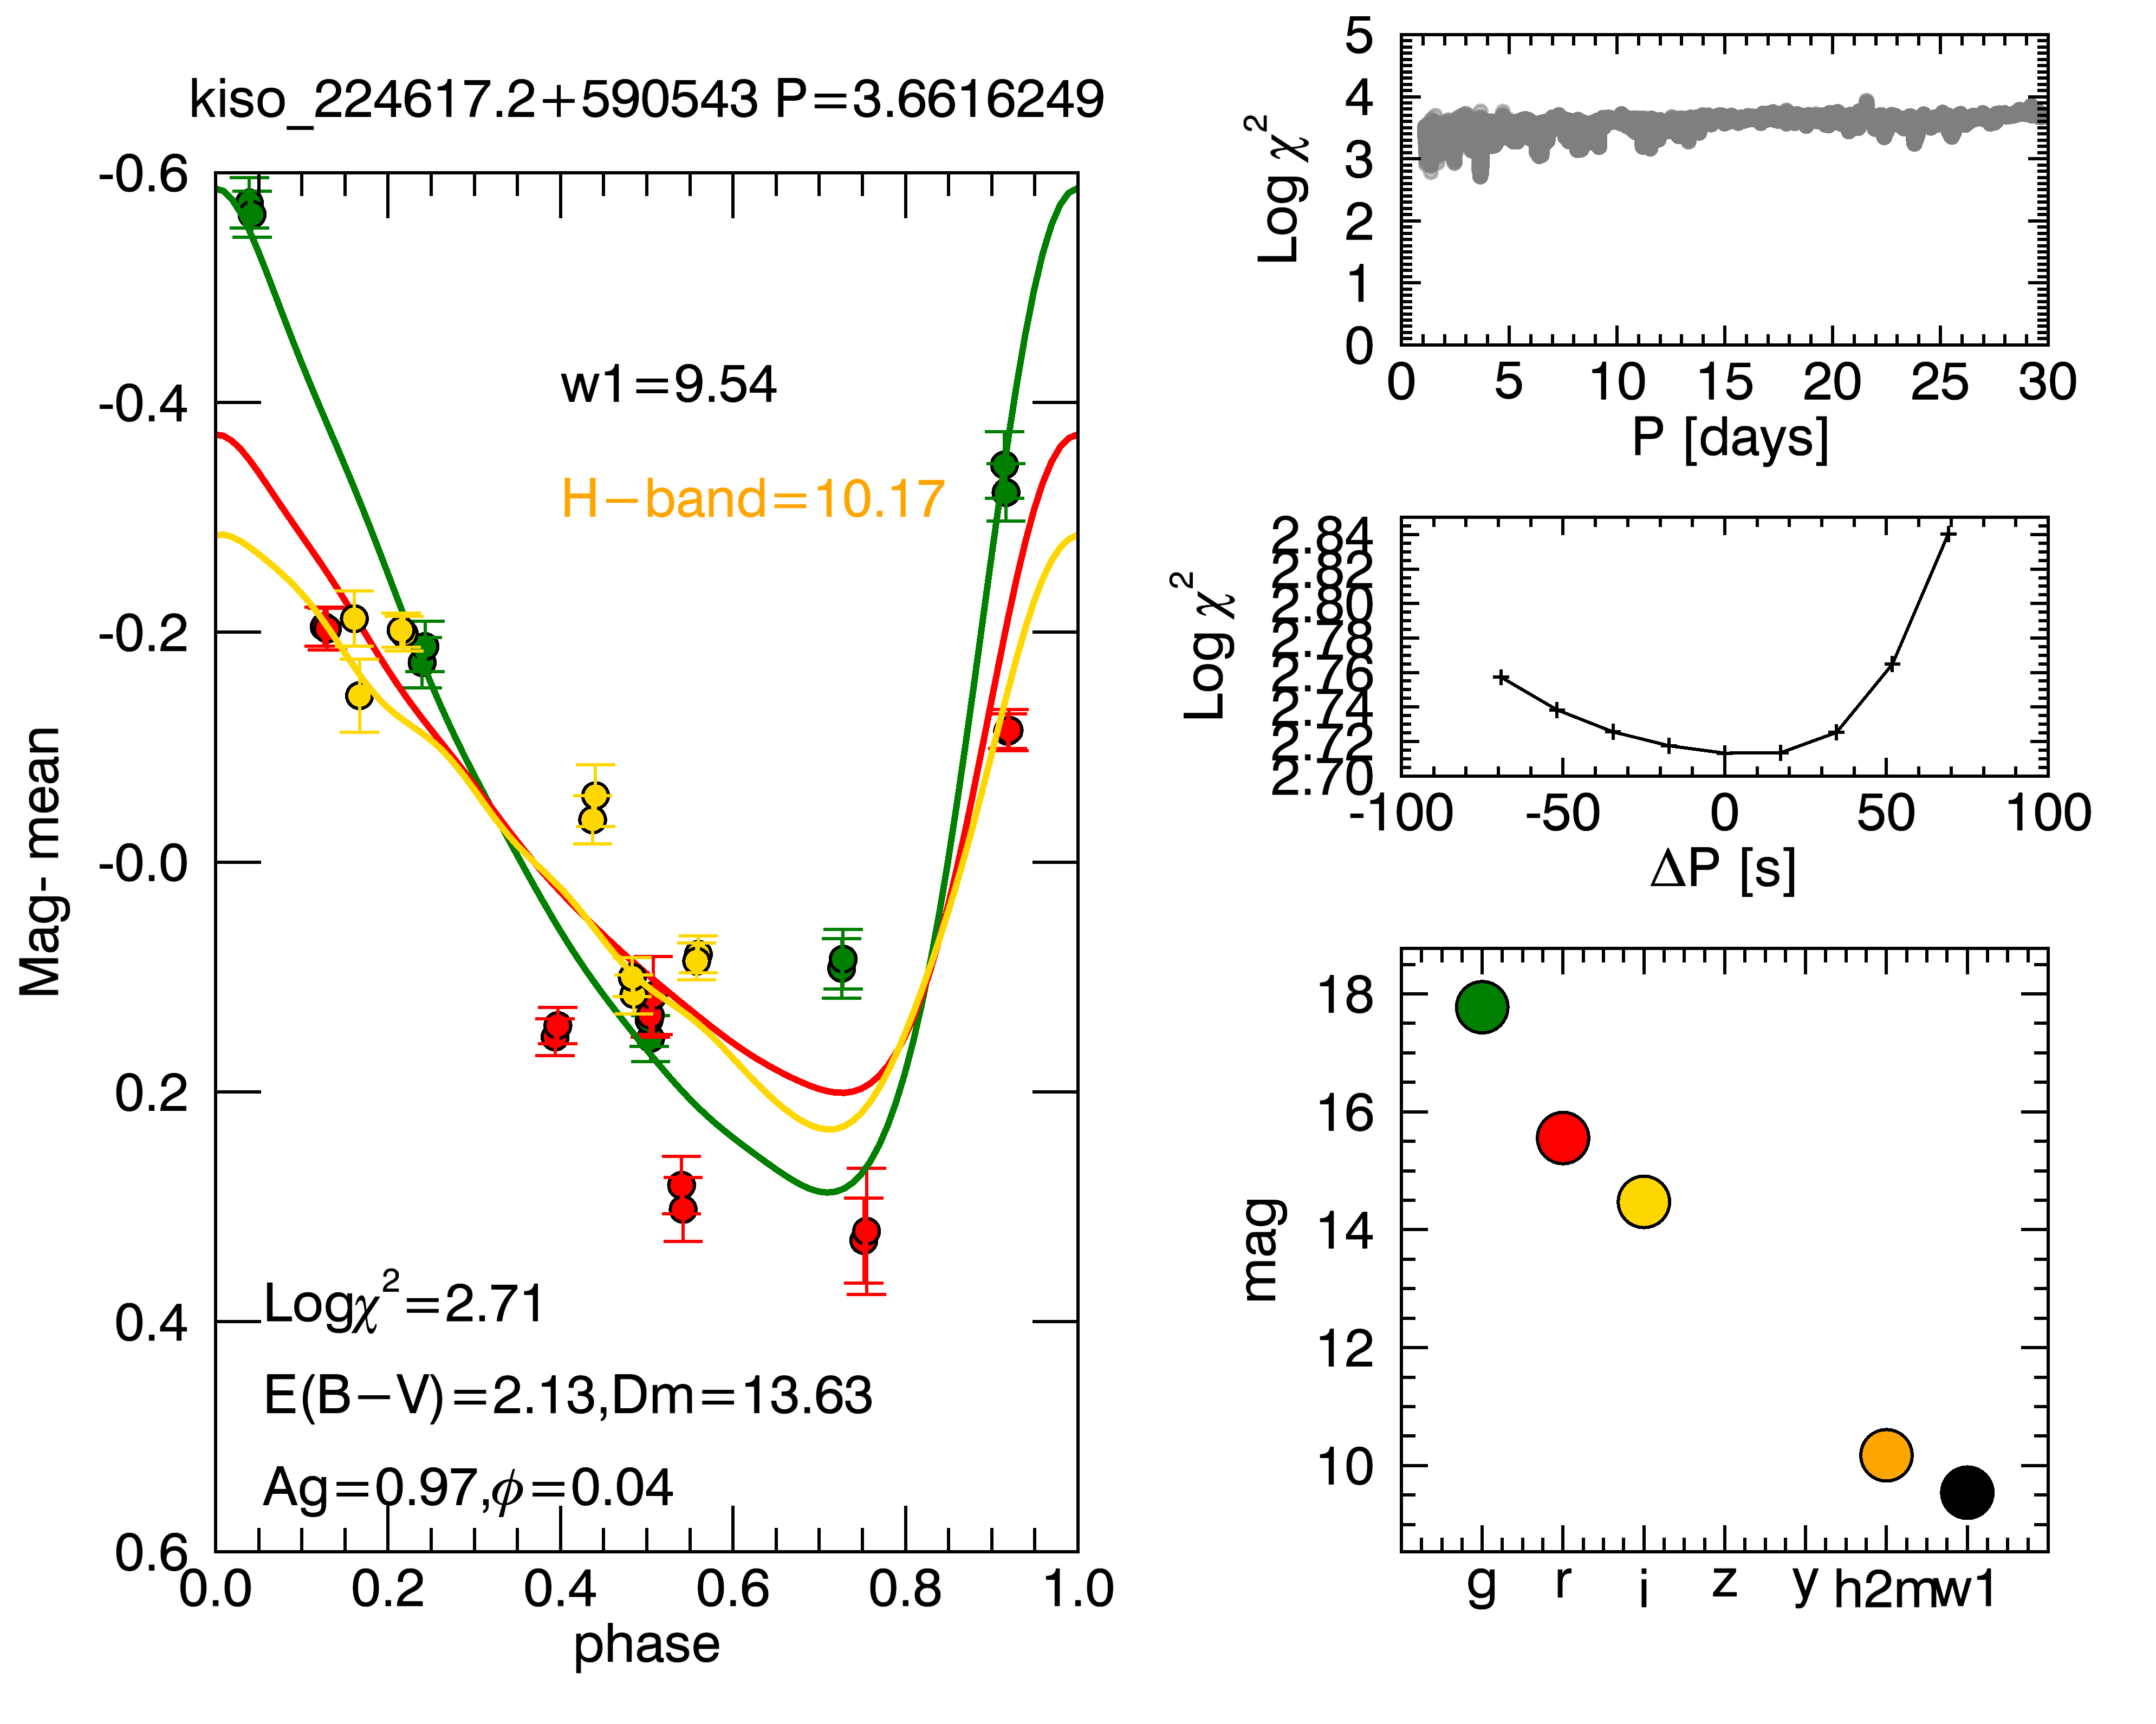 kiso_224617.2+590543 P=3.6616249
-0.6
-0.4
-0.2
-0.0
0.2
0.4
0.6
Mag- mean
w1=9.54
H-band=10.17
Logχ²=2.71
E(B-V)=2.13,Dm=13.63
Ag=0.97,ϕ=0.04
0.0 0.2 0.4 0.6 0.8 1.0
phase
5
4
3
2
1
0
Log χ²
0 5 10 15 20 25 30
P [days]
2.84
2.82
2.80
2.78
2.76
2.74
2.72
2.70
Log χ²
-100 -50 0 50 100
ΔP [s]
18
16
14
12
10
mag
g r i z y h2m w1